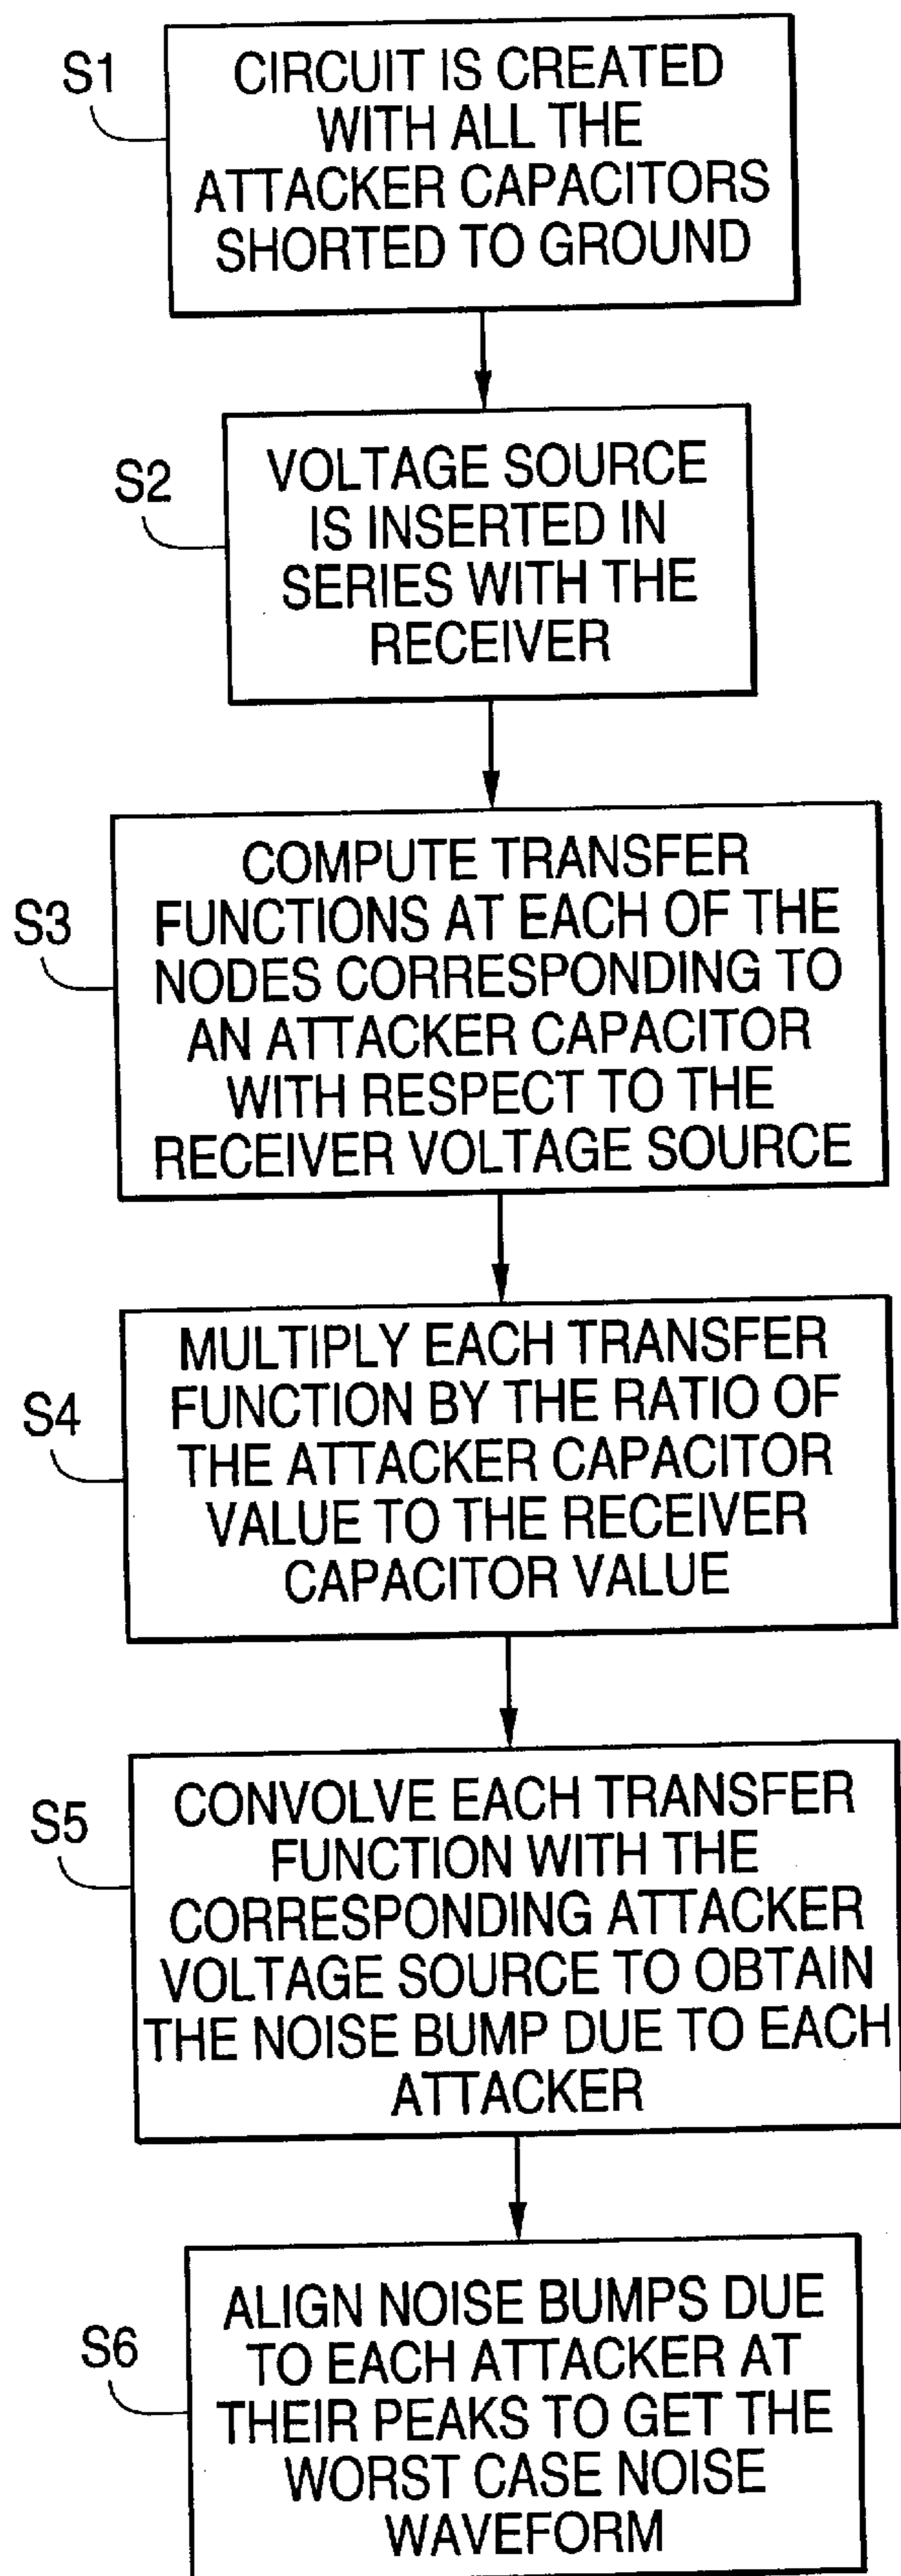 S1
CIRCUIT IS CREATED
WITH ALL THE
ATTACKER CAPACITORS
SHORTED TO GROUND
S2
VOLTAGE SOURCE
IS INSERTED IN
SERIES WITH THE
RECEIVER
S3
COMPUTE TRANSFER
FUNCTIONS AT EACH OF THE
NODES CORRESPONDING TO
AN ATTACKER CAPACITOR
WITH RESPECT TO THE
RECEIVER VOLTAGE SOURCE
S4
MULTIPLY EACH TRANSFER
FUNCTION BY THE RATIO OF
THE ATTACKER CAPACITOR
VALUE TO THE RECEIVER
CAPACITOR VALUE
S5
CONVOLVE EACH TRANSFER
FUNCTION WITH THE
CORRESPONDING ATTACKER
VOLTAGE SOURCE TO OBTAIN
THE NOISE BUMP DUE TO EACH
ATTACKER
S6
ALIGN NOISE BUMPS DUE
TO EACH ATTACKER AT
THEIR PEAKS TO GET THE
WORST CASE NOISE
WAVEFORM